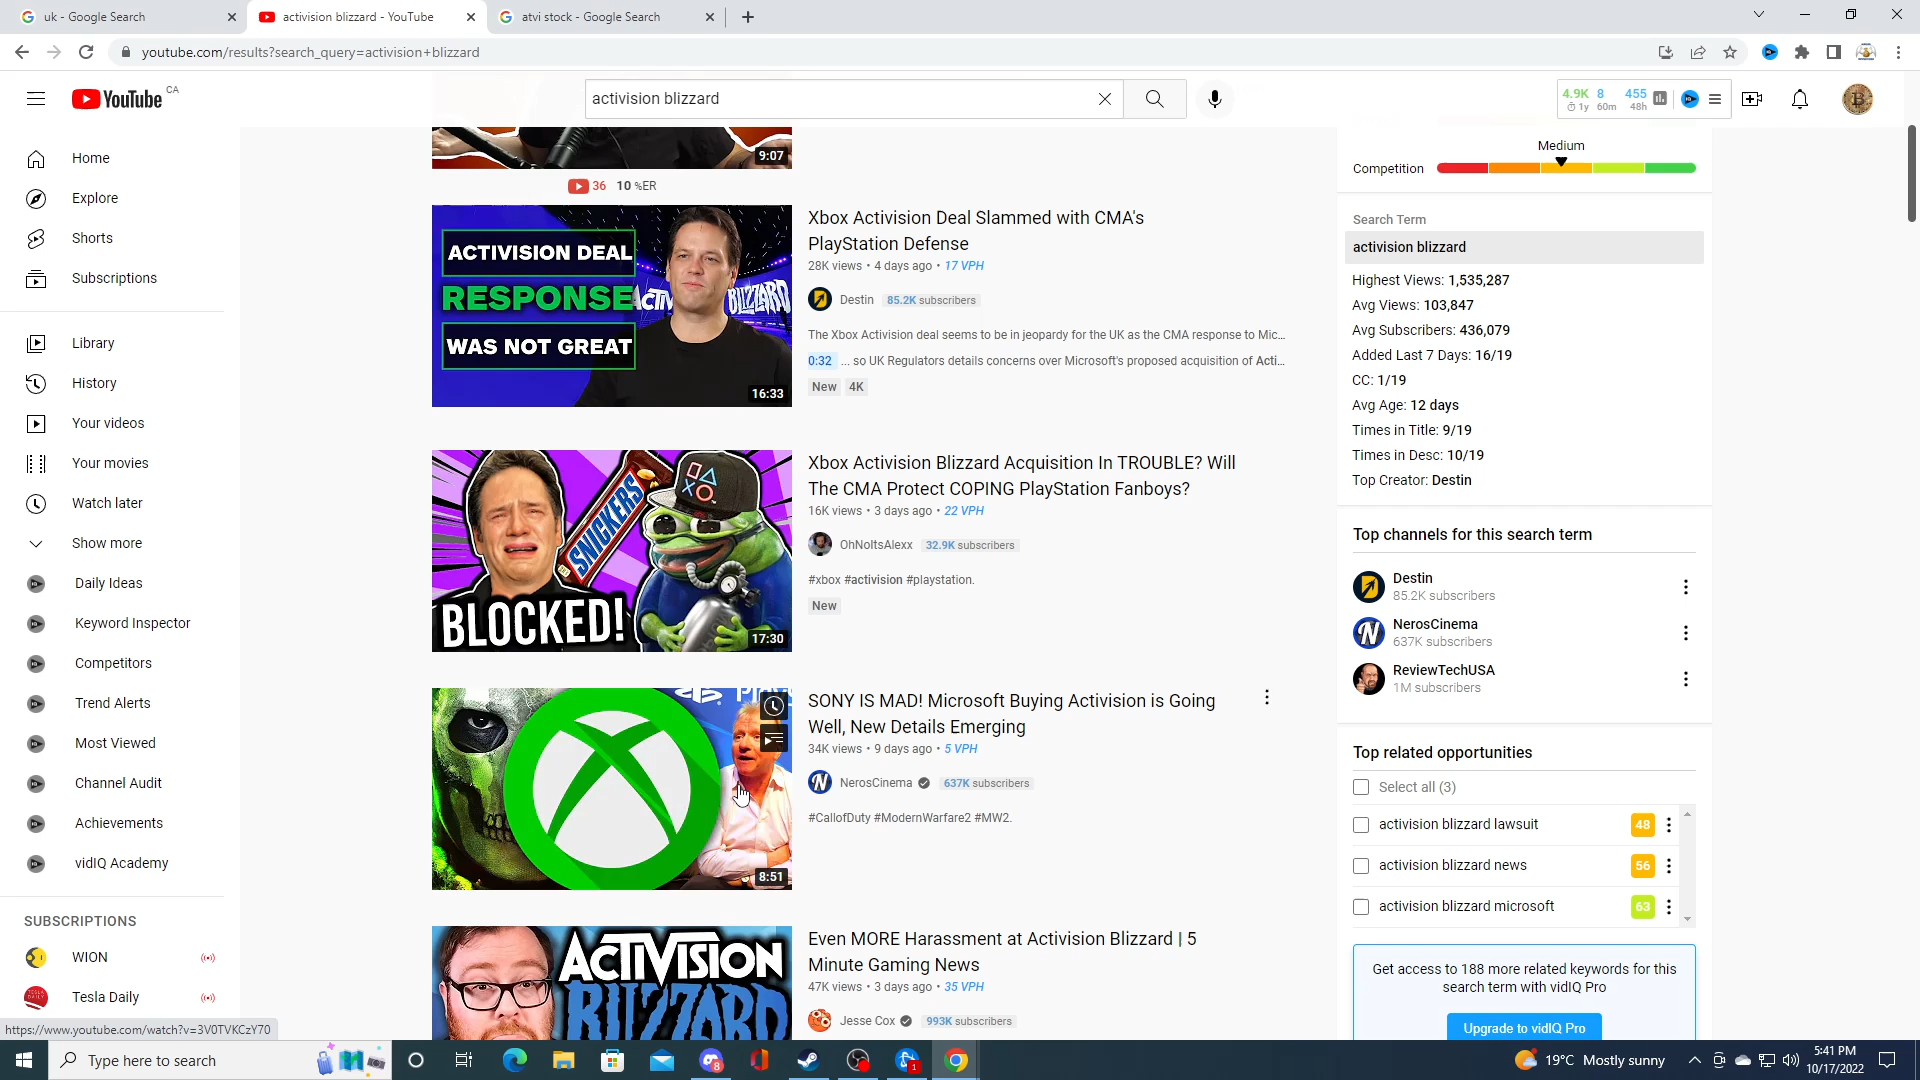 uk - Google Search
activision blizzard - YouTube
atvi stock - Google Search
youtube.com/results?search_query=activision+blizzard
YouTube CA
activision blizzard
4.9K 8 455
1y 60m 48h
Home
Explore
Shorts
Subscriptions
Library
History
Your videos
Your movies
Watch later
Show more
Daily Ideas
Keyword Inspector
Competitors
Trend Alerts
Most Viewed
Channel Audit
Achievements
vidIQ Academy
SUBSCRIPTIONS
WION
Tesla Daily
https://www.youtube.com/watch?v=3V0TVKCzY70
9:07
36 10 %ER
ACTIVISION DEAL
RESPONSE
WAS NOT GREAT
ACTIV
BLIZZARD
16:33
Xbox Activision Deal Slammed with CMA's
PlayStation Defense
28K views • 4 days ago • 17 VPH
Destin 85.2K subscribers
The Xbox Activision deal seems to be in jeopardy for the UK as the CMA response to Mic...
0:32 ... so UK Regulators details concerns over Microsoft's proposed acquisition of Acti...
New 4K
SNICKERS
BLOCKED!
17:30
Xbox Activision Blizzard Acquisition In TROUBLE? Will
The CMA Protect COPING PlayStation Fanboys?
16K views • 3 days ago • 22 VPH
OhNoItsAlexx 32.9K subscribers
#xbox #activision #playstation.
New
8:51
SONY IS MAD! Microsoft Buying Activision is Going
Well, New Details Emerging
34K views • 9 days ago • 5 VPH
NerosCinema 637K subscribers
#CallofDuty #ModernWarfare2 #MW2.
ACTIVISION
BLIZZARD
Even MORE Harassment at Activision Blizzard | 5
Minute Gaming News
47K views • 3 days ago • 35 VPH
Jesse Cox 993K subscribers
Medium
Competition
Search Term
activision blizzard
Highest Views: 1,535,287
Avg Views: 103,847
Avg Subscribers: 436,079
Added Last 7 Days: 16/19
CC: 1/19
Avg Age: 12 days
Times in Title: 9/19
Times in Desc: 10/19
Top Creator: Destin
Top channels for this search term
Destin
85.2K subscribers
NerosCinema
637K subscribers
ReviewTechUSA
1M subscribers
Top related opportunities
Select all (3)
activision blizzard lawsuit 48
activision blizzard news 56
activision blizzard microsoft 63
Get access to 188 more related keywords for this
search term with vidIQ Pro
Upgrade to vidIQ Pro
Type here to search
8
1
19°C Mostly sunny
5:41 PM
10/17/2022